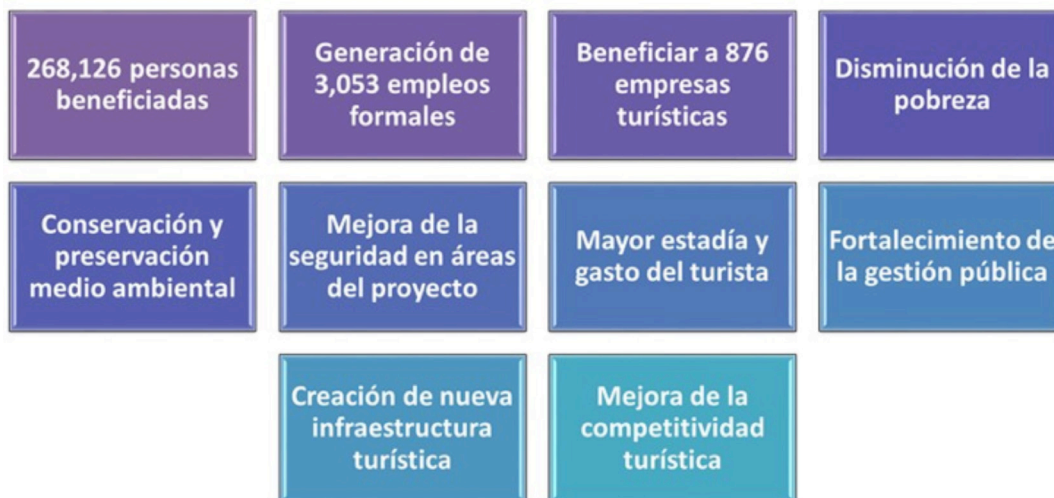 268,126 personas
beneficiadas
Generación de
3,053 empleos
formales
Beneficiar a 876
empresas
turísticas
Disminución de la
pobreza
Conservación y
preservación
medio ambiental
Mejora de la
seguridad en áreas
del proyecto
Mayor estadía y
gasto del turista
Fortalecimiento de
la gestión pública
Creación de nueva
infraestructura
turística
Mejora de la
competitividad
turística